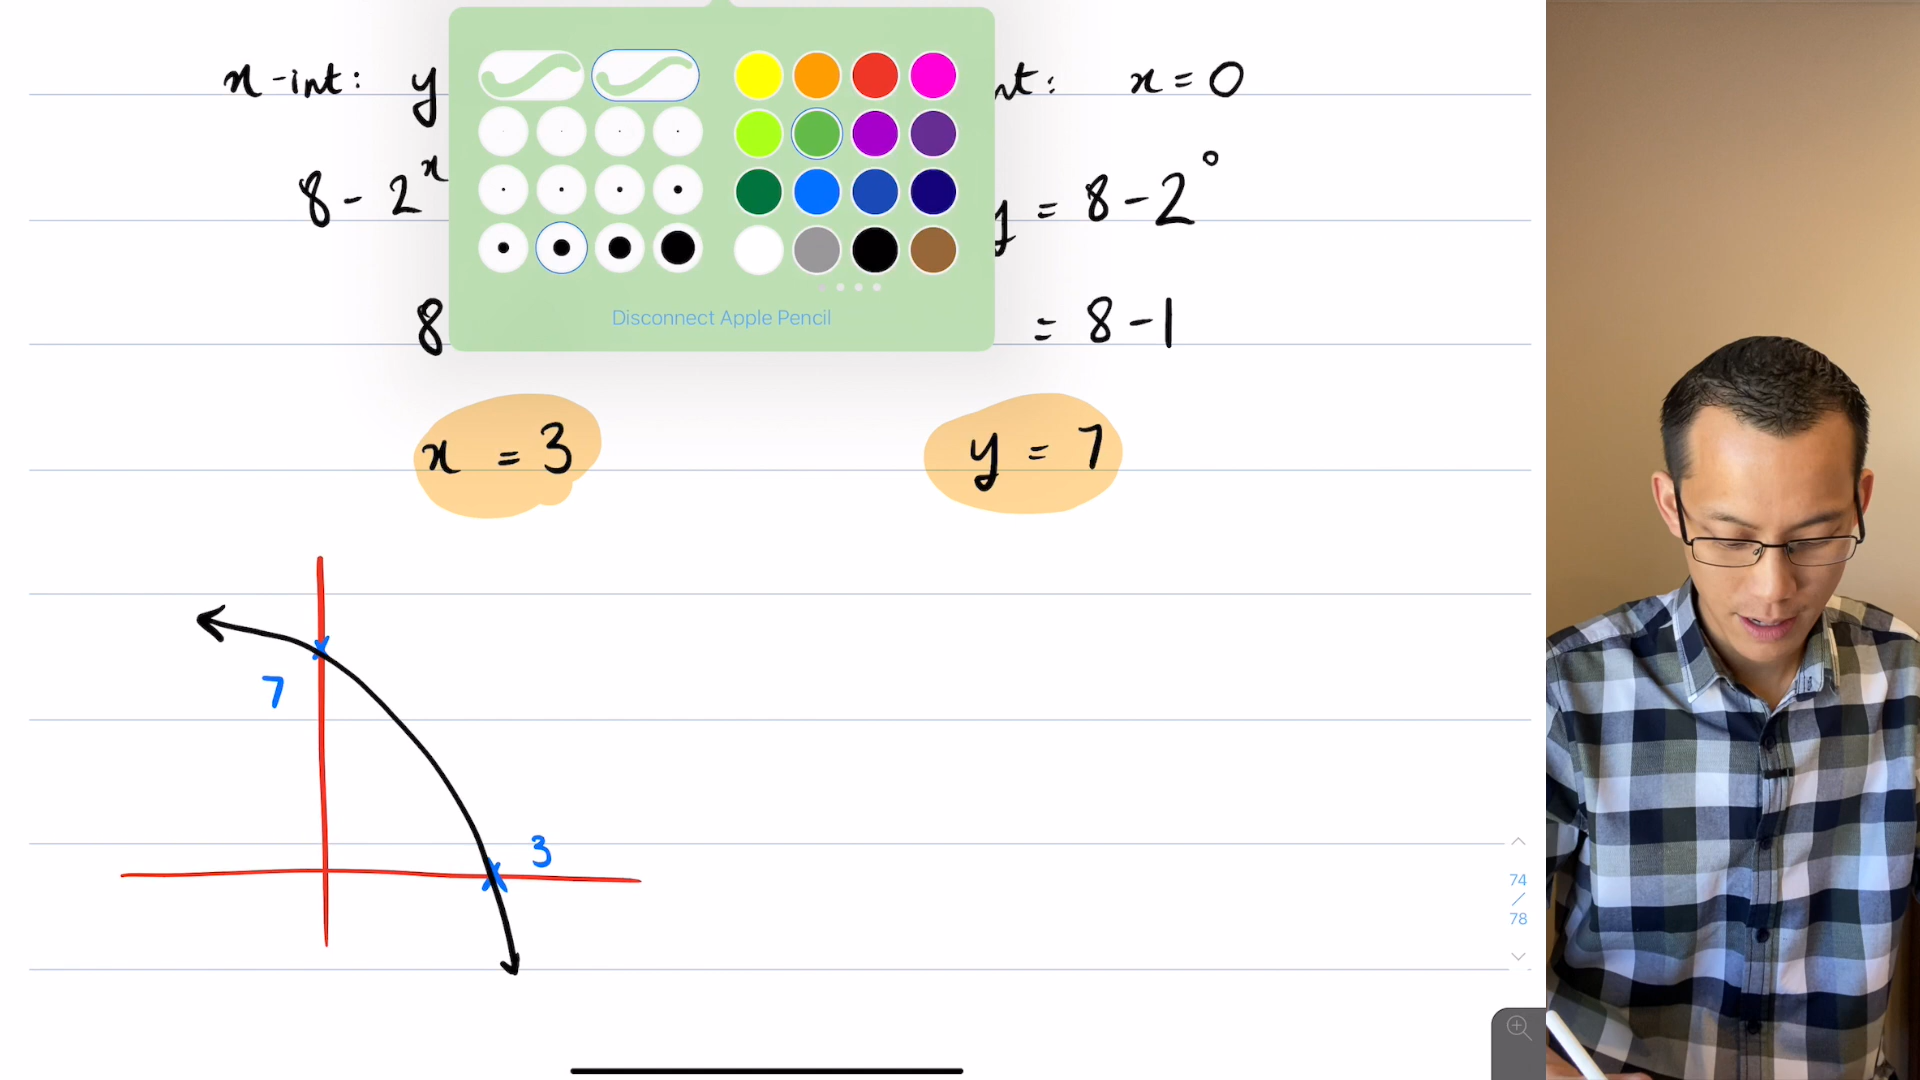 x-int: y nt: x = 0
8 - 2^x y = 8 - 2^0
8 = 8 - 1
Disconnect Apple Pencil
x = 3 y = 7
7
3
74
/
78